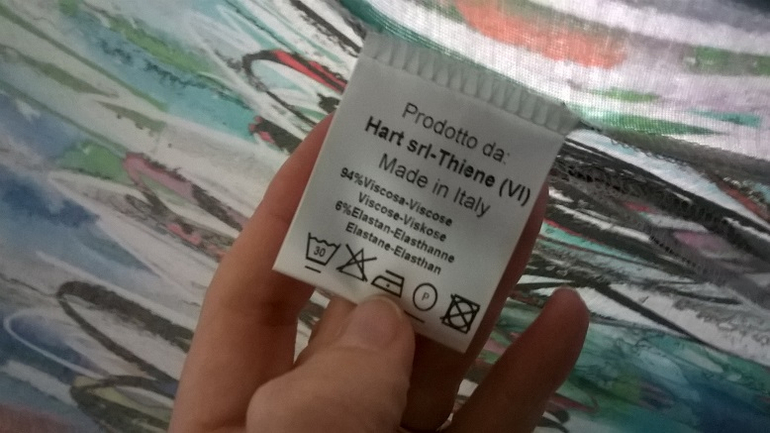 Prodotto da:
Hart srl-Thiene (VI)
Made in Italy
94%Viscosa-Viscose
Viscose-Viskose
6%Elastan-Elasthanne
Elastane-Elasthan
30 P